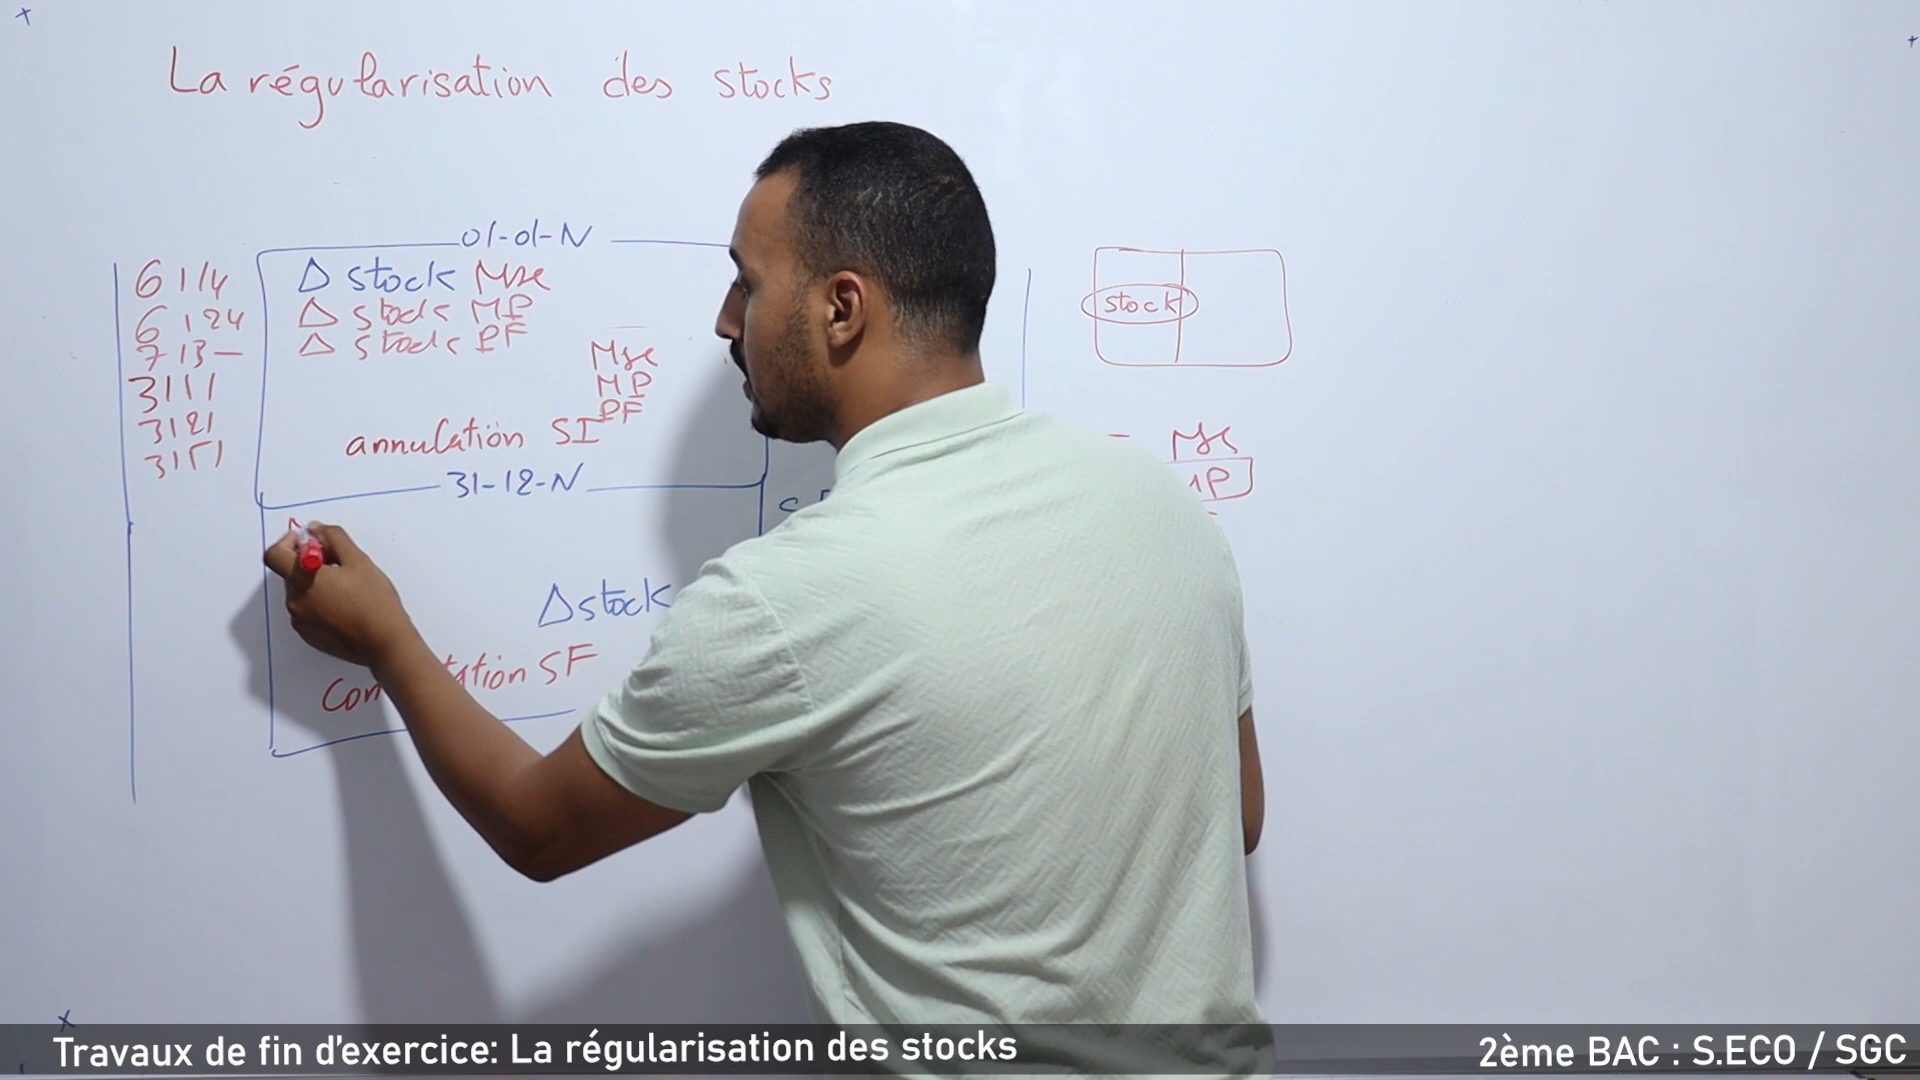 La régularisation des stocks
01-01-N
6114 Δ stock Mse
6124 Δ stock MP
713- Δ stock PF
3111 Mse
3121 MP
3151 PF
annulation SI
31-12-N
Δ stock
SF
stock
- Mse
MP
Travaux de fin d'exercice: La régularisation des stocks
2ème BAC : S.ECO / SGC